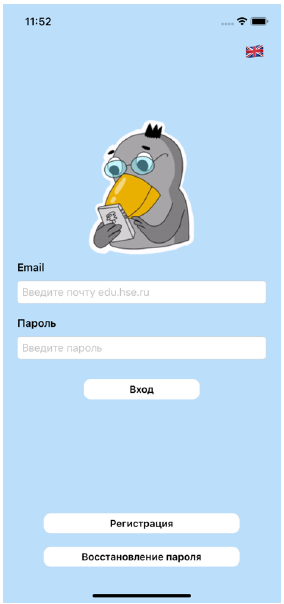 11:52
Email
Введите почту edu.hse.ru
Пароль
Введите пароль
Вход
Регистрация
Восстановление пароля